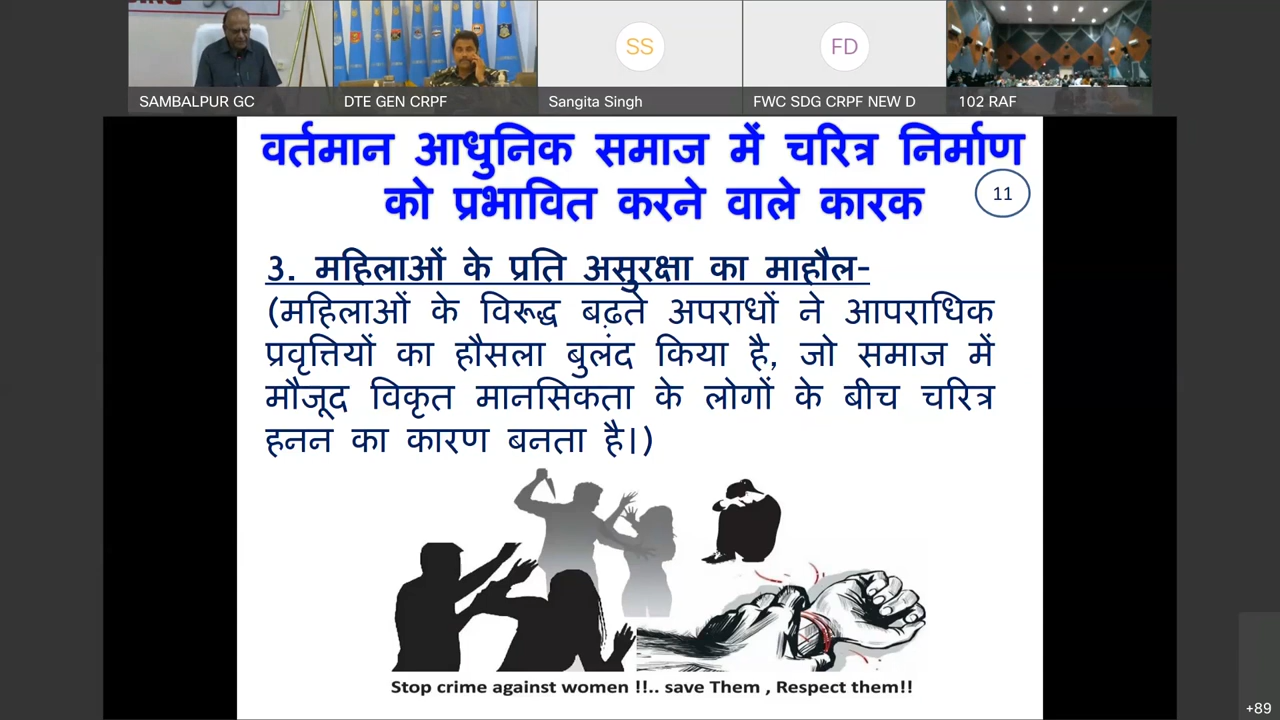 DING
SAMBALPUR GC
DTE GEN CRPF
SS
Sangita Singh
FD
FWC SDG CRPF NEW D
102 RAF
वर्तमान आधुनिक समाज में चरित्र निर्माण
को प्रभावित करने वाले कारक
11
3. महिलाओं के प्रति असुरक्षा का माहौल-
(महिलाओं के विरूद्ध बढ़ते अपराधों ने आपराधिक
प्रवृत्तियों का हौसला बुलंद किया है, जो समाज में
मौजूद विकृत मानसिकता के लोगों के बीच चरित्र
हनन का कारण बनता है।)
Stop crime against women !!.. save Them , Respect them!!
+89